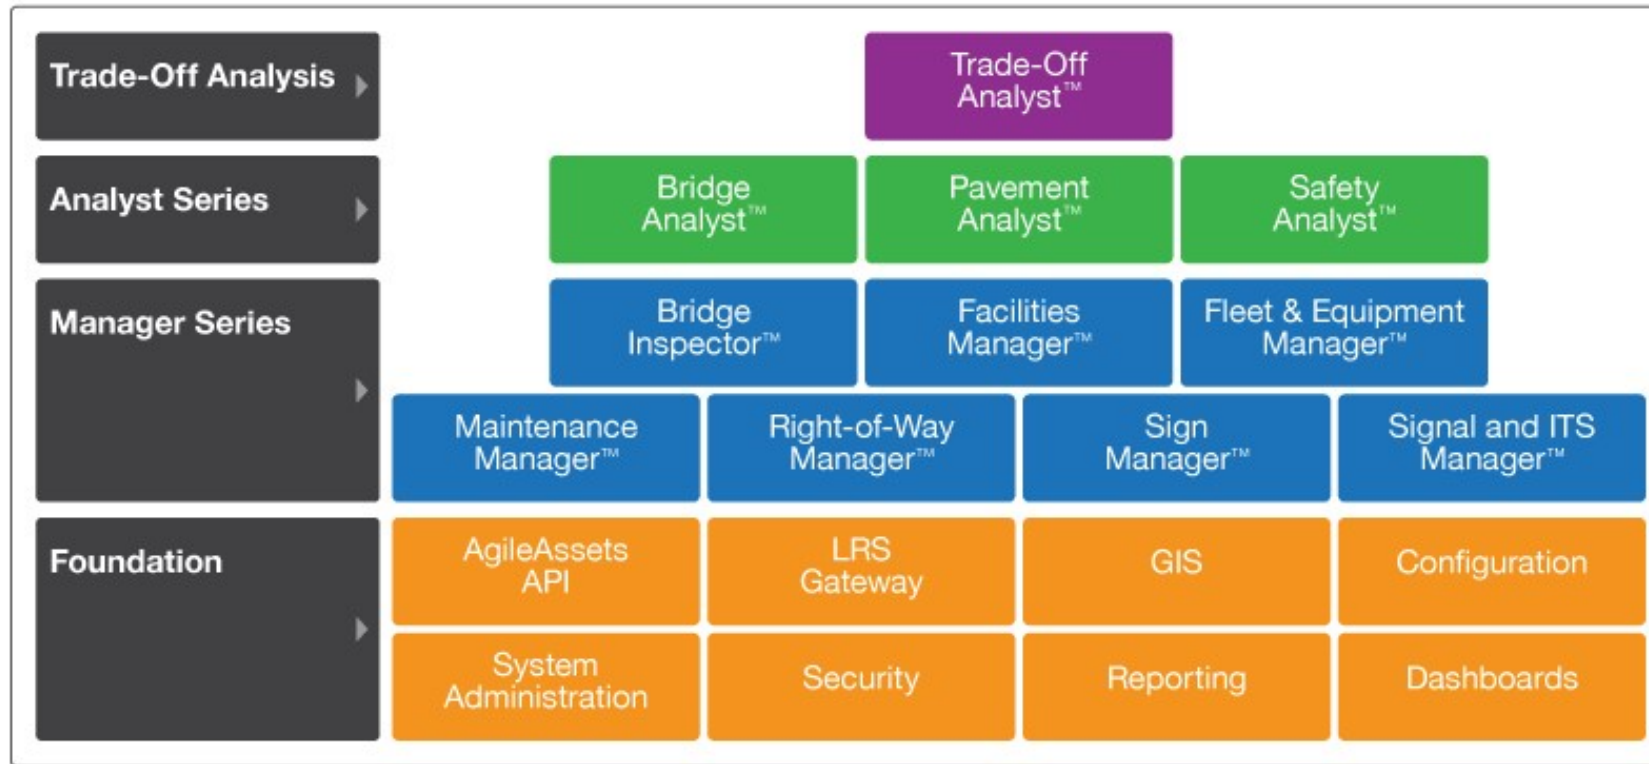 Trade-Off Analysis
Trade-Off
Analyst™
Analyst Series
Bridge
Analyst™
Pavement
Analyst™
Safety
Analyst™
Manager Series
Bridge
Inspector™
Facilities
Manager™
Fleet & Equipment
Manager™
Maintenance
Manager™
Right-of-Way
Manager™
Sign
Manager™
Signal and ITS
Manager™
Foundation
AgileAssets
API
LRS
Gateway
GIS
Configuration
System
Administration
Security
Reporting
Dashboards